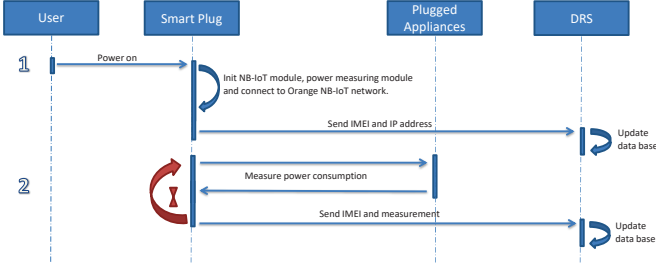 User
Smart Plug
Plugged
Appliances
DRS
1
Power on
Init NB-IoT module, power measuring module
and connect to Orange NB-IoT network.
Send IMEI and IP address
Update
data base
2
Measure power consumption
Send IMEI and measurement
Update
data base